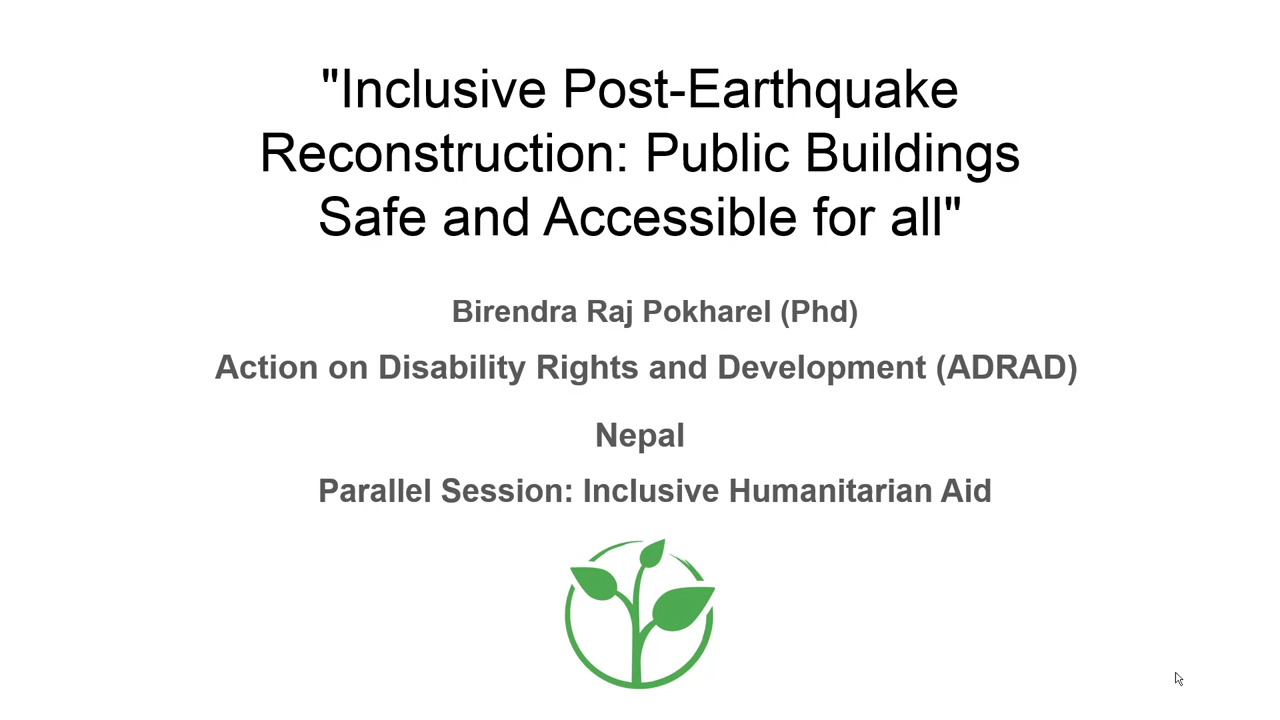 "Inclusive Post-Earthquake
Reconstruction: Public Buildings
Safe and Accessible for all"
Birendra Raj Pokharel (Phd)
Action on Disability Rights and Development (ADRAD)
Nepal
Parallel Session: Inclusive Humanitarian Aid